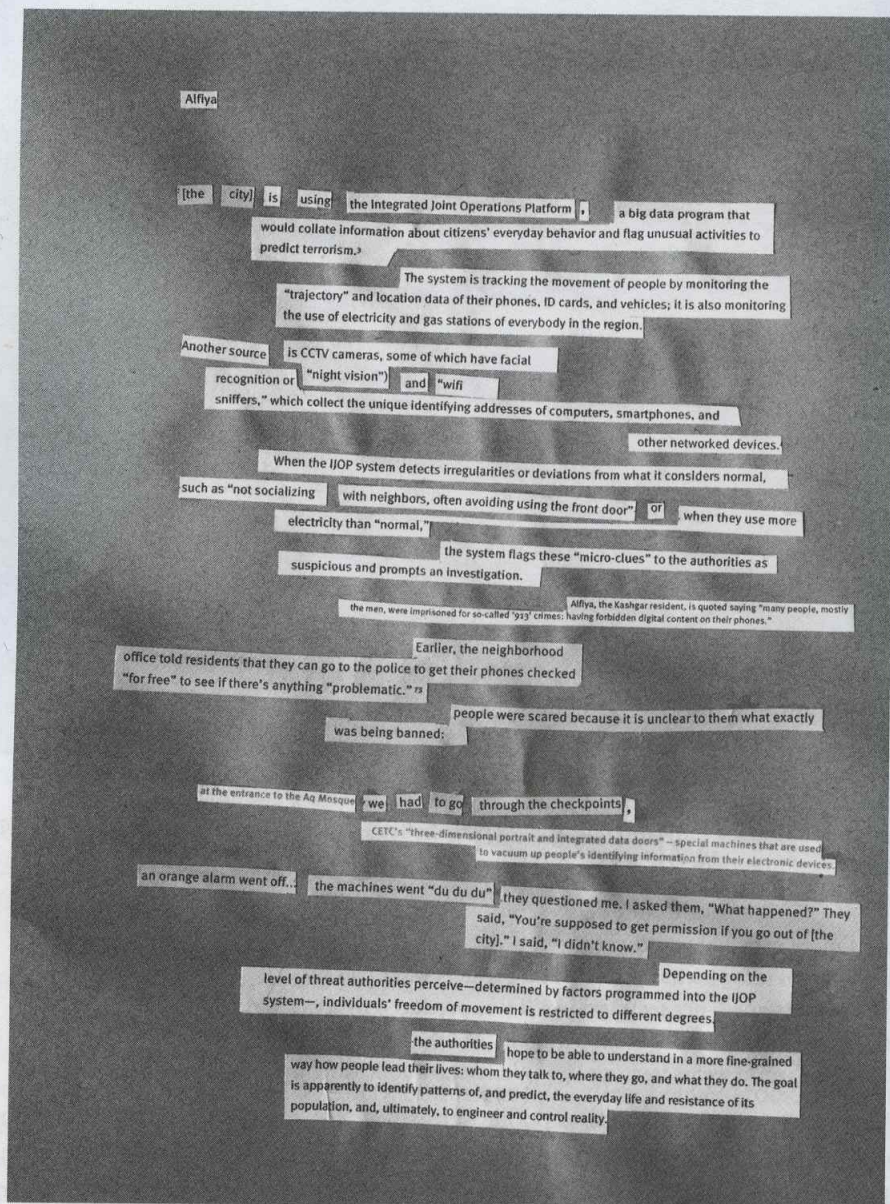 Alfiya
[the city] is using the Integrated Joint Operations Platform , a big data program that
would collate information about citizens' everyday behavior and flag unusual activities to
predict terrorism.³
The system is tracking the movement of people by monitoring the
"trajectory" and location data of their phones, ID cards, and vehicles; it is also monitoring
the use of electricity and gas stations of everybody in the region.
Another source is CCTV cameras, some of which have facial
recognition or "night vision") and "wifi
sniffers," which collect the unique identifying addresses of computers, smartphones, and
other networked devices.
When the IJOP system detects irregularities or deviations from what it considers normal,
such as "not socializing with neighbors, often avoiding using the front door" or when they use more
electricity than "normal,"
the system flags these "micro-clues" to the authorities as
suspicious and prompts an investigation.
Alfiya, the Kashgar resident, is quoted saying "many people, mostly
the men, were imprisoned for so-called '913' crimes: having forbidden digital content on their phones."
Earlier, the neighborhood
office told residents that they can go to the police to get their phones checked
"for free" to see if there's anything "problematic."
people were scared because it is unclear to them what exactly
was being banned:
at the entrance to the Aq Mosque we had to go through the checkpoints ,
CETC's "three-dimensional portrait and integrated data doors" – special machines that are used
to vacuum up people's identifying information from their electronic devices.
an orange alarm went off... the machines went "du du du" they questioned me. I asked them, "What happened?" They
said, "You're supposed to get permission if you go out of [the
city]." I said, "I didn't know."
Depending on the
level of threat authorities perceive—determined by factors programmed into the IJOP
system—, individuals' freedom of movement is restricted to different degrees.
the authorities hope to be able to understand in a more fine-grained
way how people lead their lives: whom they talk to, where they go, and what they do. The goal
is apparently to identify patterns of, and predict, the everyday life and resistance of its
population, and, ultimately, to engineer and control reality.